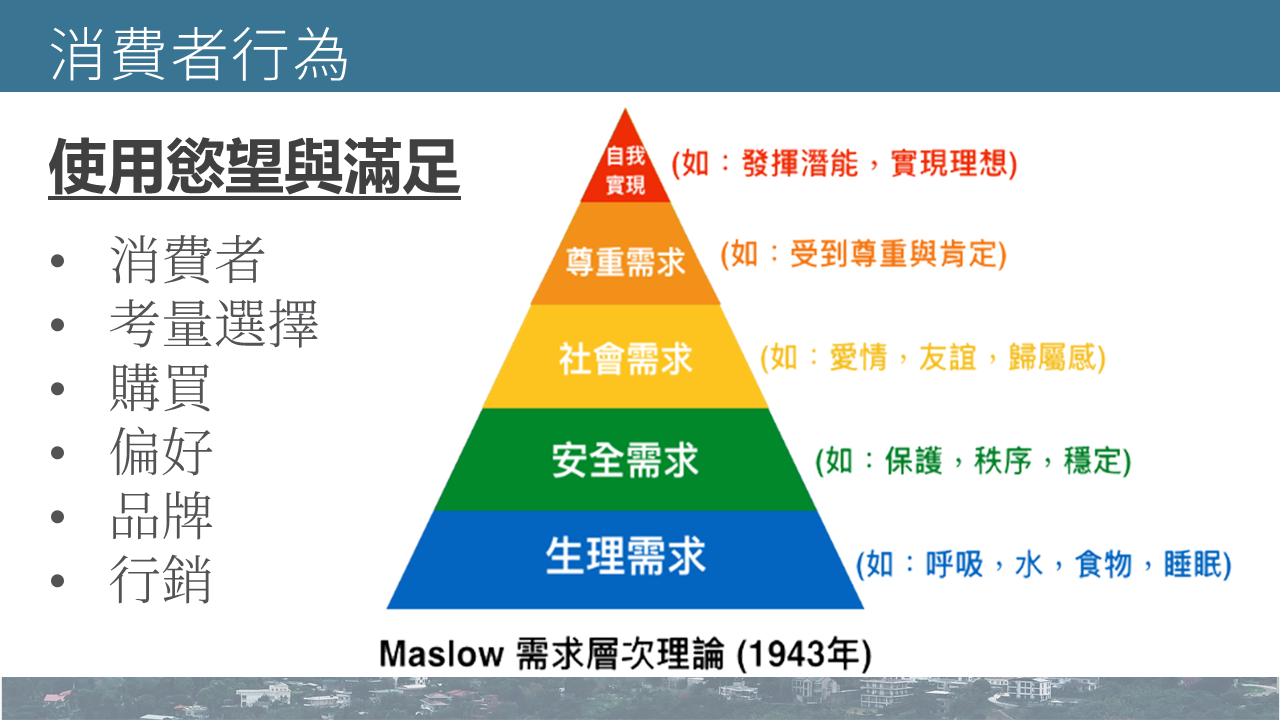 消費者行為
使用慾望與滿足
• 消費者
• 考量選擇
• 購買
• 偏好
• 品牌
• 行銷
自我
實現
(如：發揮潛能，實現理想)
尊重需求
(如：受到尊重與肯定)
社會需求
(如：愛情，友誼，歸屬感)
安全需求
(如：保護，秩序，穩定)
生理需求
(如：呼吸，水，食物，睡眠)
Maslow 需求層次理論 (1943年)